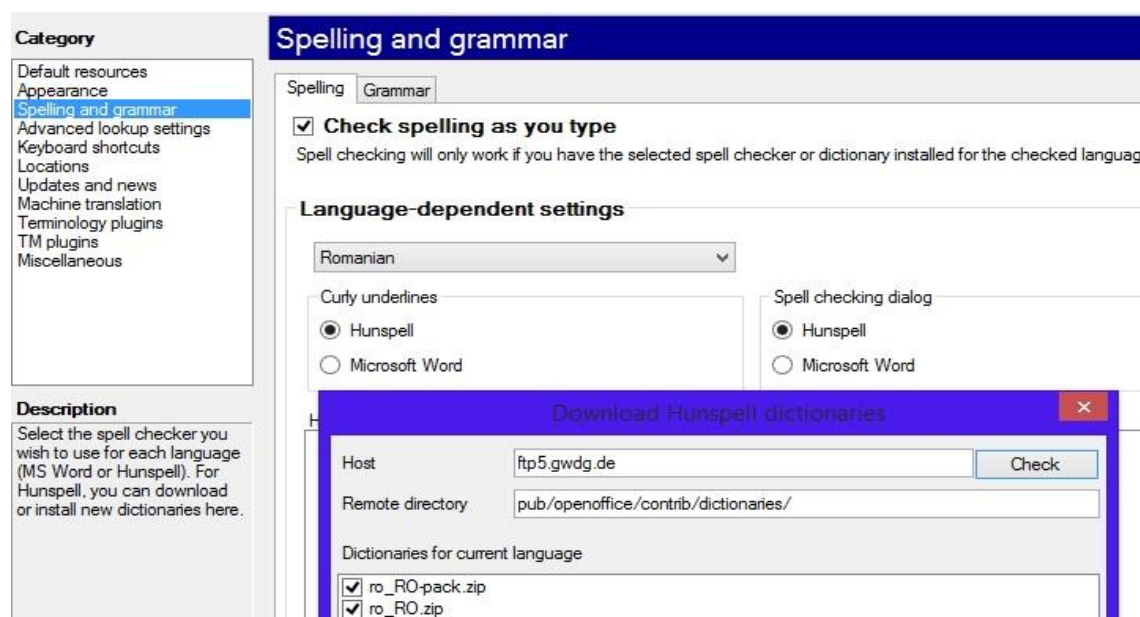 Category
Default resources
Appearance
Spelling and grammar
Advanced lookup settings
Keyboard shortcuts
Locations
Updates and news
Machine translation
Terminology plugins
TM plugins
Miscellaneous
Description
Select the spell checker you
wish to use for each language
(MS Word or Hunspell). For
Hunspell, you can download
or install new dictionaries here.
Spelling and grammar
Spelling Grammar
Check spelling as you type
Spell checking will only work if you have the selected spell checker or dictionary installed for the checked languag
Language-dependent settings
Romanian
Curly underlines
Hunspell
Microsoft Word
Spell checking dialog
Hunspell
Microsoft Word
H
Download Hunspell dictionaries
Host ftp5.gwdg.de Check
Remote directory pub/openoffice/contrib/dictionaries/
Dictionaries for current language
ro_RO-pack.zip
ro_RO.zip